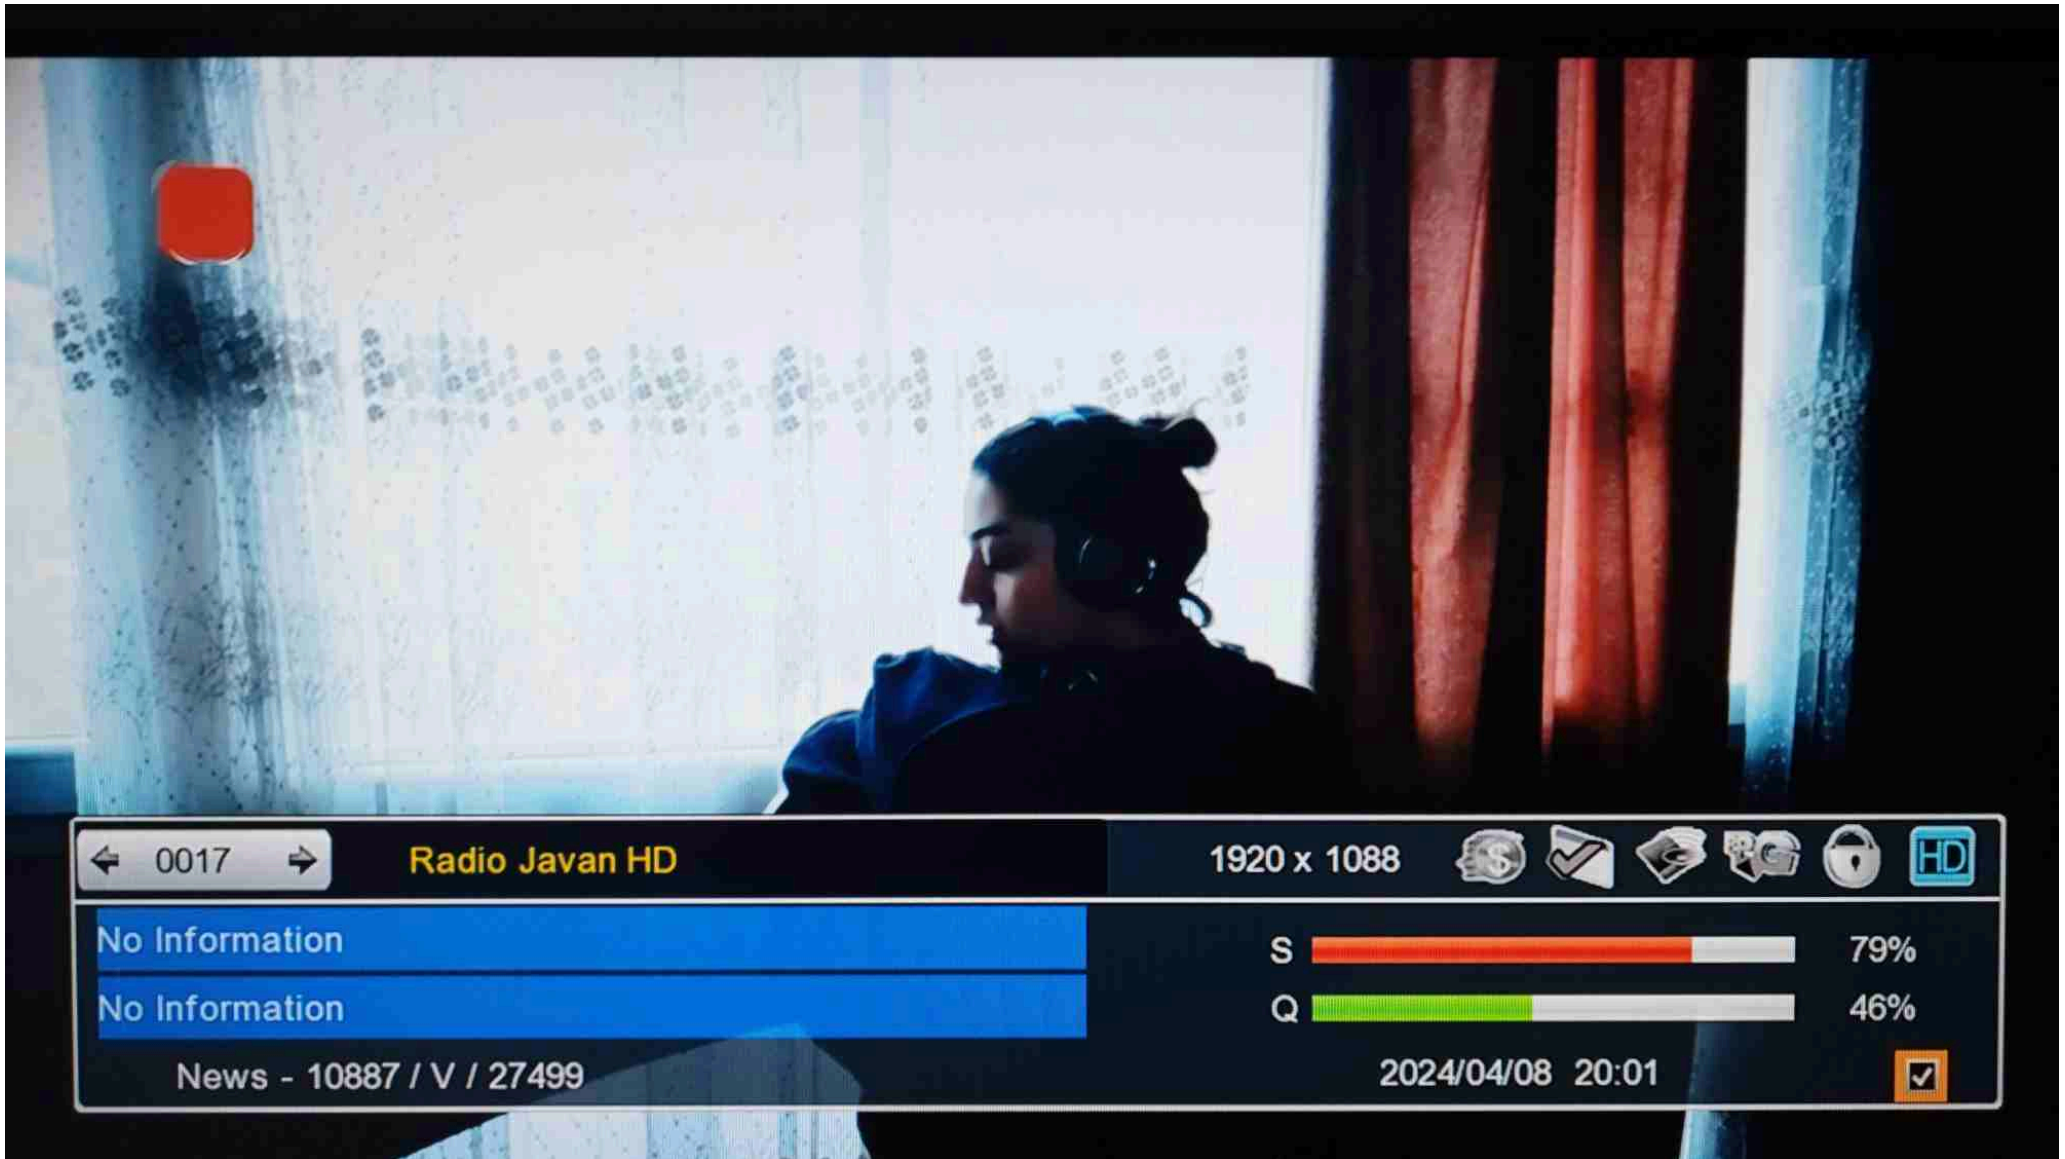 0017
Radio Javan HD
1920 x 1088
$
G
HD
No Information
No Information
S 79%
Q 46%
News - 10887 / V / 27499
2024/04/08 20:01